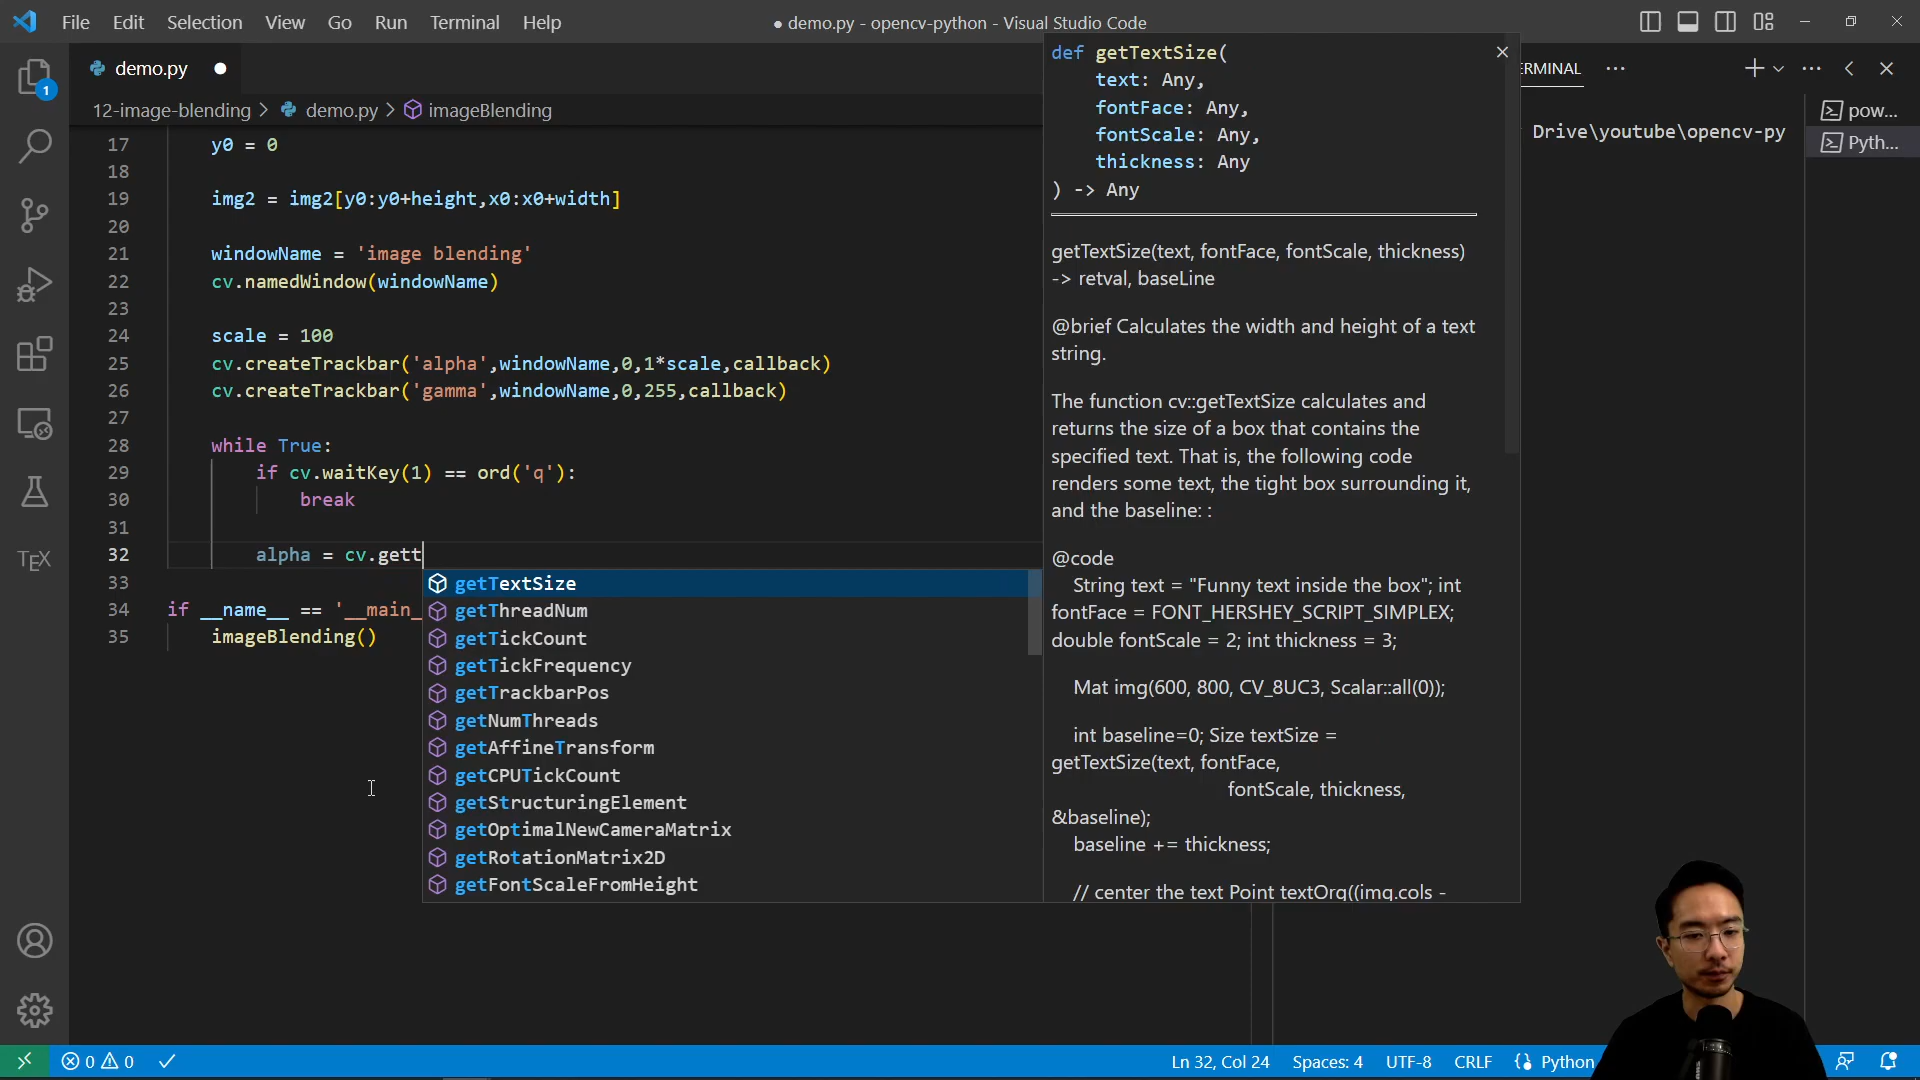 File Edit Selection View Go Run Terminal Help
● demo.py - opencv-python - Visual Studio Code
demo.py
12-image-blending > demo.py > imageBlending
17 y0 = 0
18
19 img2 = img2[y0:y0+height,x0:x0+width]
20
21 windowName = 'image blending'
22 cv.namedWindow(windowName)
23
24 scale = 100
25 cv.createTrackbar('alpha',windowName,0,1*scale,callback)
26 cv.createTrackbar('gamma',windowName,0,255,callback)
27
28 while True:
29 if cv.waitKey(1) == ord('q'):
30 break
31
32 alpha = cv.gett
33
34 if __name__ == '__main_
35 imageBlending()
getTextSize
getThreadNum
getTickCount
getTickFrequency
getTrackbarPos
getNumThreads
getAffineTransform
getCPUTickCount
getStructuringElement
getOptimalNewCameraMatrix
getRotationMatrix2D
getFontScaleFromHeight
def getTextSize(
text: Any,
fontFace: Any,
fontScale: Any,
thickness: Any
) -> Any
getTextSize(text, fontFace, fontScale, thickness)
-> retval, baseLine
@brief Calculates the width and height of a text
string.
The function cv::getTextSize calculates and
returns the size of a box that contains the
specified text. That is, the following code
renders some text, the tight box surrounding it,
and the baseline: :
@code
String text = "Funny text inside the box"; int
fontFace = FONT_HERSHEY_SCRIPT_SIMPLEX;
double fontScale = 2; int thickness = 3;
Mat img(600, 800, CV_8UC3, Scalar::all(0));
int baseline=0; Size textSize =
getTextSize(text, fontFace,
fontScale, thickness,
&baseline);
baseline += thickness;
// center the text Point textOrg((img.cols -
ERMINAL
Drive\youtube\opencv-py
pow...
Pyth...
1
TEX
0 0
Ln 32, Col 24 Spaces: 4 UTF-8 CRLF Python